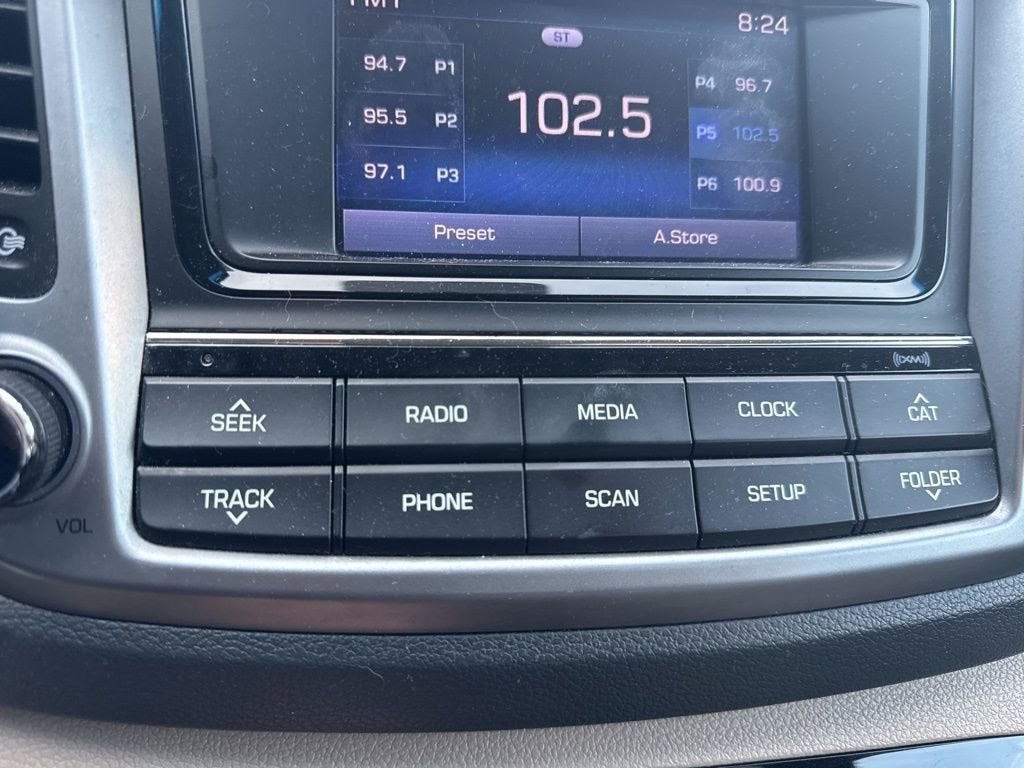 FM1
8:24
ST
94.7 P1
95.5 P2
97.1 P3
102.5
P4 96.7
P5 102.5
P6 100.9
Preset
A.Store
((XM))
SEEK
RADIO
MEDIA
CLOCK
CAT
TRACK
PHONE
SCAN
SETUP
FOLDER
VOL